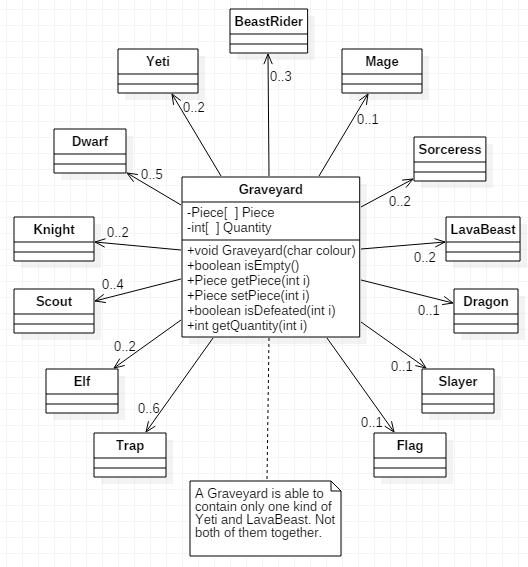 BeastRider
Yeti
Mage
0..3
0..2
0..1
Dwarf
Sorceress
0..5
0..2
Graveyard
-Piece[  ] Piece
-int[  ] Quantity
Knight
0..2
LavaBeast
0..2
+void Graveyard(char colour)
+boolean isEmpty()
+Piece getPiece(int i)
+Piece setPiece(int i)
+boolean isDefeated(int i)
+int getQuantity(int i)
Scout
0..4
Dragon
0..1
0..2
Elf
0..1
Slayer
0..6
Trap
0..1
Flag
A Graveyard is able to
contain only one kind of
Yeti and LavaBeast. Not
both of them together.